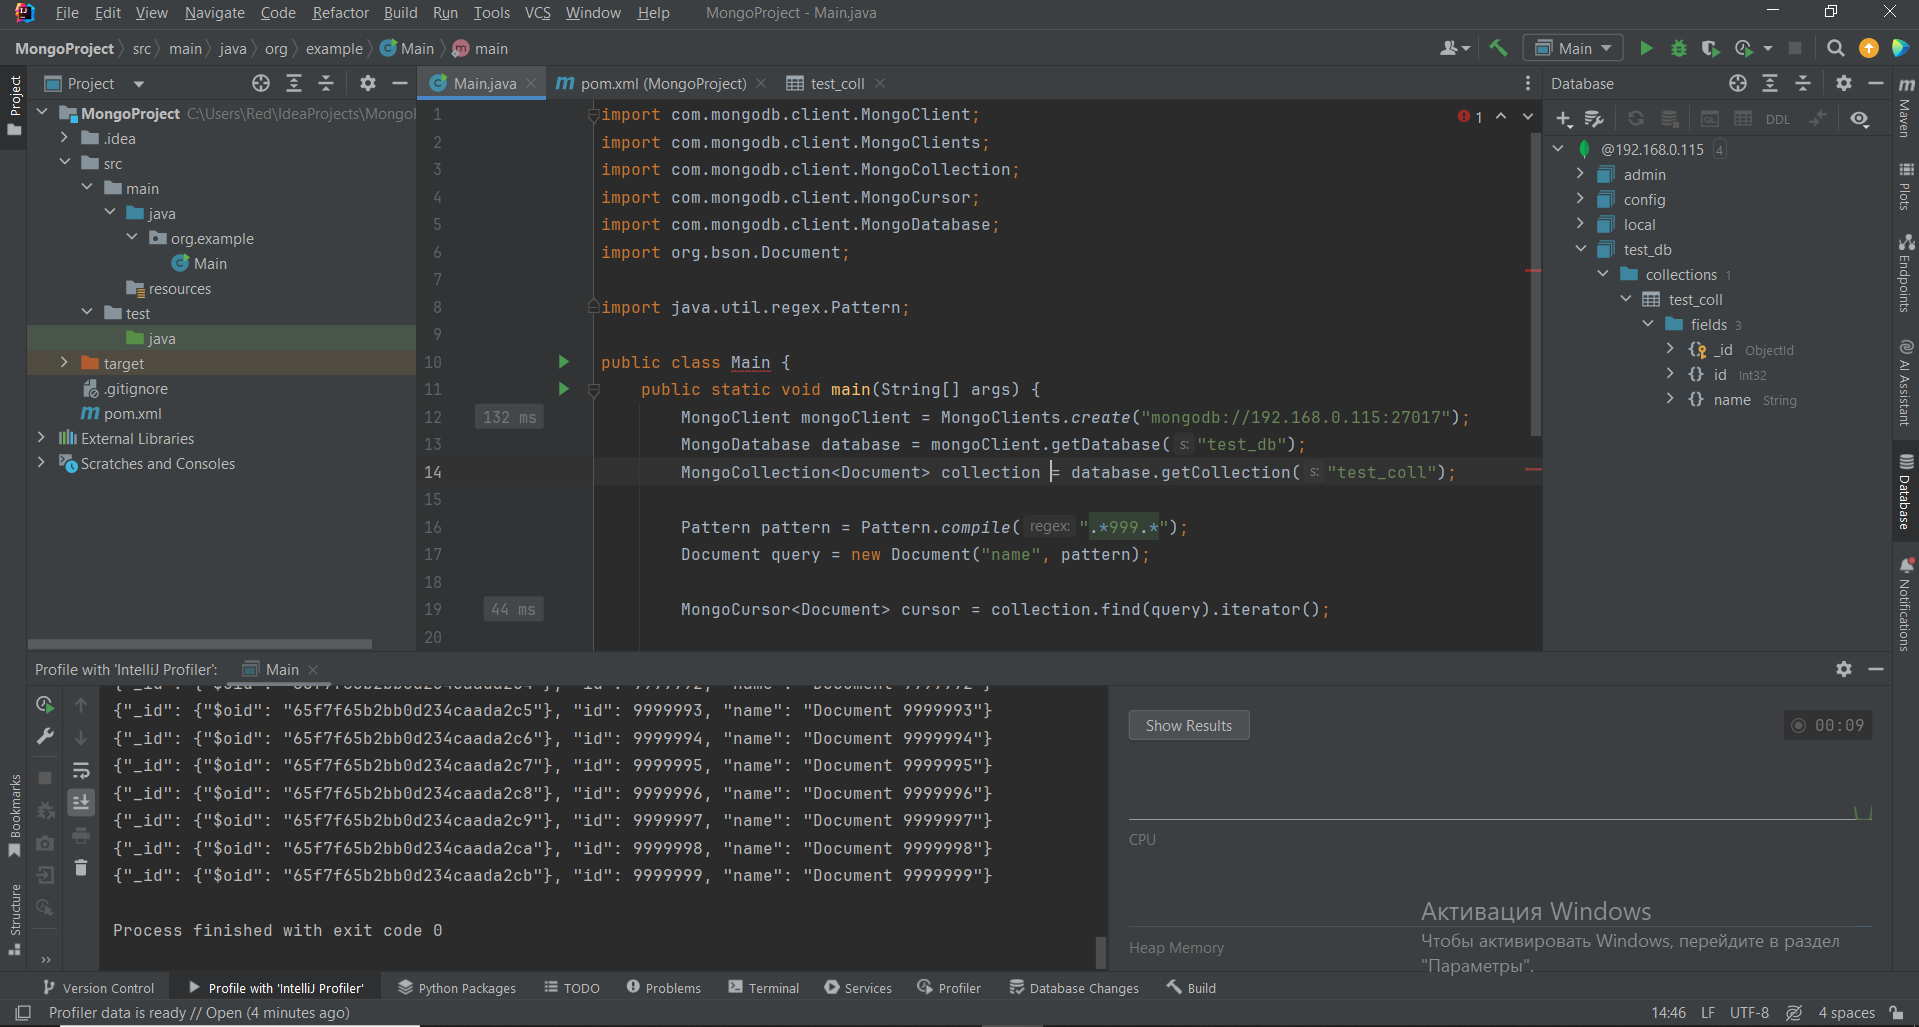 File Edit View Navigate Code Refactor Build Run Tools VCS Window Help MongoProject - Main.java
MongoProject src main java org example Main main
Main
Project
Main.java pom.xml (MongoProject) test_coll
Database
Project
MongoProject C:\Users\Red\IdeaProjects\Mongol
.idea
src
main
java
org.example
Main
resources
test
java
target
.gitignore
pom.xml
External Libraries
Scratches and Consoles
1 import com.mongodb.client.MongoClient;
2 import com.mongodb.client.MongoClients;
3 import com.mongodb.client.MongoCollection;
4 import com.mongodb.client.MongoCursor;
5 import com.mongodb.client.MongoDatabase;
6 import org.bson.Document;
7
8 import java.util.regex.Pattern;
9
10 public class Main {
11 public static void main(String[] args) {
12 132 ms MongoClient mongoClient = MongoClients.create("mongodb://192.168.0.115:27017");
13 MongoDatabase database = mongoClient.getDatabase( s: "test_db");
14 MongoCollection<Document> collection = database.getCollection( s: "test_coll");
15
16 Pattern pattern = Pattern.compile( regex: ".*999.*");
17 Document query = new Document("name", pattern);
18
19 44 ms MongoCursor<Document> cursor = collection.find(query).iterator();
20
1
DDL
@192.168.0.115 4
admin
config
local
test_db
collections 1
test_coll
fields 3
_id ObjectId
id Int32
name String
Maven
Plots
Endpoints
AI Assistant
Database
Notifications
Profile with 'IntelliJ Profiler': Main
{"_id": {"$oid": "65f7f65b2bb0d234caada2c4"}, "id": 9999992, "name": "Document 9999992"}
{"_id": {"$oid": "65f7f65b2bb0d234caada2c5"}, "id": 9999993, "name": "Document 9999993"}
{"_id": {"$oid": "65f7f65b2bb0d234caada2c6"}, "id": 9999994, "name": "Document 9999994"}
{"_id": {"$oid": "65f7f65b2bb0d234caada2c7"}, "id": 9999995, "name": "Document 9999995"}
{"_id": {"$oid": "65f7f65b2bb0d234caada2c8"}, "id": 9999996, "name": "Document 9999996"}
{"_id": {"$oid": "65f7f65b2bb0d234caada2c9"}, "id": 9999997, "name": "Document 9999997"}
{"_id": {"$oid": "65f7f65b2bb0d234caada2ca"}, "id": 9999998, "name": "Document 9999998"}
{"_id": {"$oid": "65f7f65b2bb0d234caada2cb"}, "id": 9999999, "name": "Document 9999999"}
Process finished with exit code 0
Show Results
00:09
CPU
Heap Memory
Активация Windows
Чтобы активировать Windows, перейдите в раздел
"Параметры".
Bookmarks
Structure
Version Control Profile with 'IntelliJ Profiler' Python Packages TODO Problems Terminal Services Profiler Database Changes Build
Profiler data is ready // Open (4 minutes ago)
14:46 LF UTF-8 4 spaces